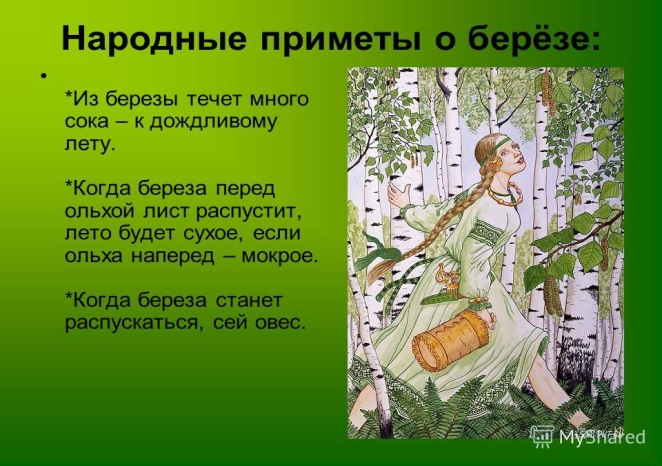 Народные приметы о берёзе:
*Из березы течет много
сока – к дождливому
лету.
*Когда береза перед
ольхой лист распустит,
лето будет сухое, если
ольха наперед – мокрое.
*Когда береза станет
распускаться, сей овес.
MyShared